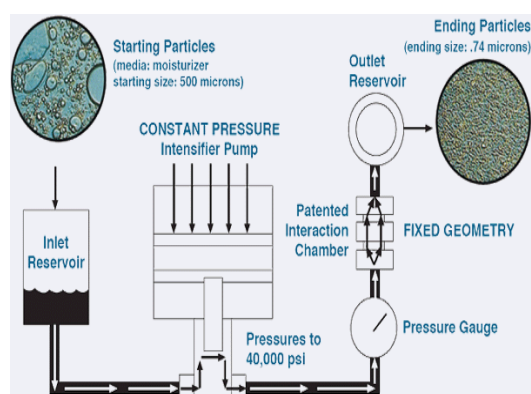 Starting Particles
(media: moisturizer
starting size: 500 microns)
Ending Particles
(ending size: .74 microns)
Outlet
Reservoir
CONSTANT PRESSURE
Intensifier Pump
Patented
Interaction
Chamber
FIXED GEOMETRY
Inlet
Reservoir
Pressure Gauge
Pressures to
40,000 psi